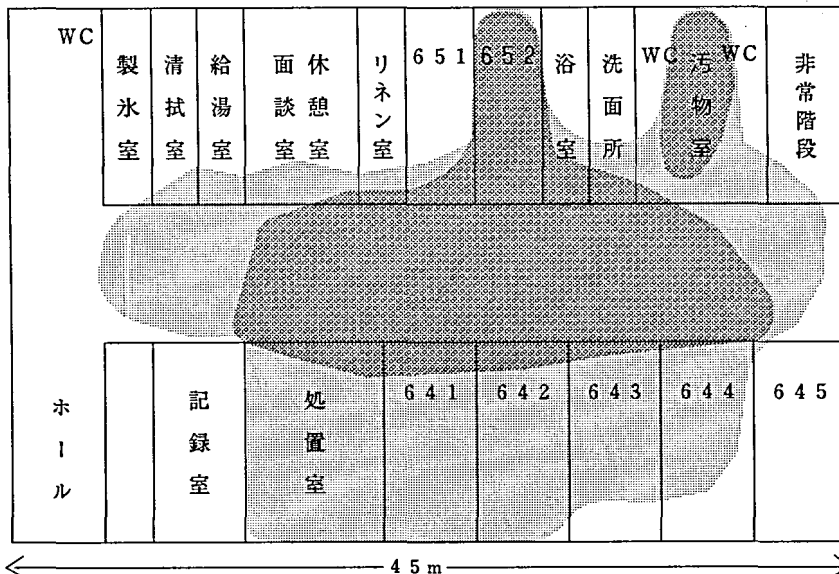 WC
製氷室
清拭室
給湯室
面談室
休憩室
リネン室
651
652
浴室
洗面所
WC
汚物室
WC
非常階段
ホール
記録室
処置室
641
642
643
644
645
45m